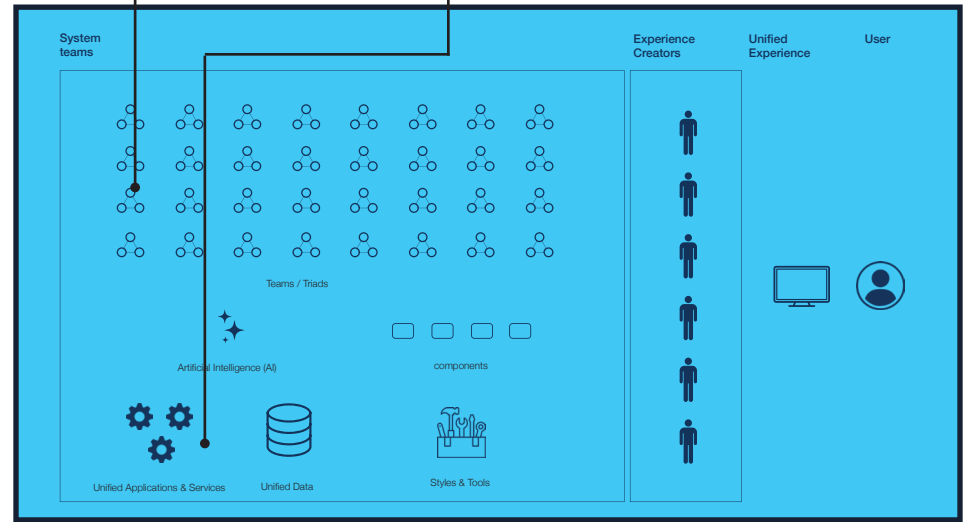 System
teams
Experience
Creators
Unified
Experience
User
Teams / Triads
Artificial Intelligence (AI)
components
Unified Applications & Services
Unified Data
Styles & Tools